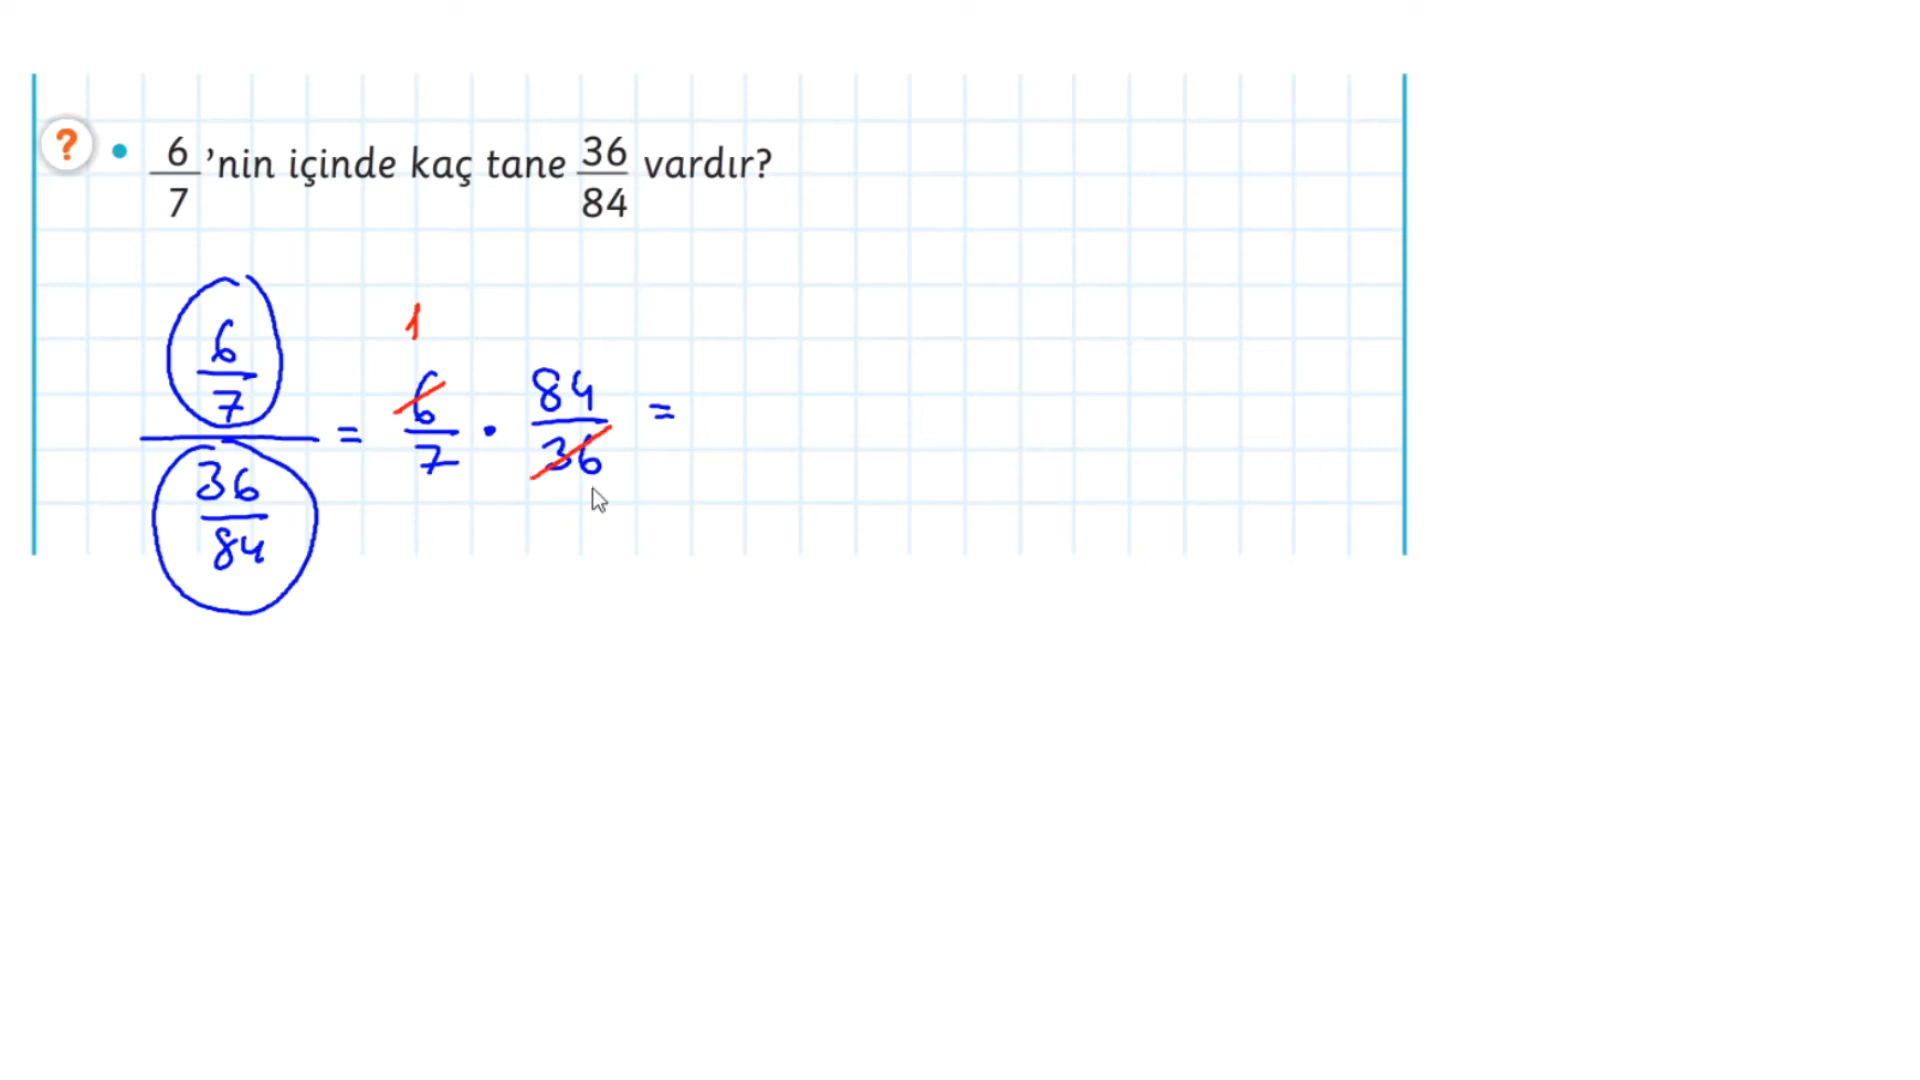 ? • 6/7 'nin içinde kaç tane 36/84 vardır?
1
(6/7)/(36/84) = 6/7 · 84/36 =